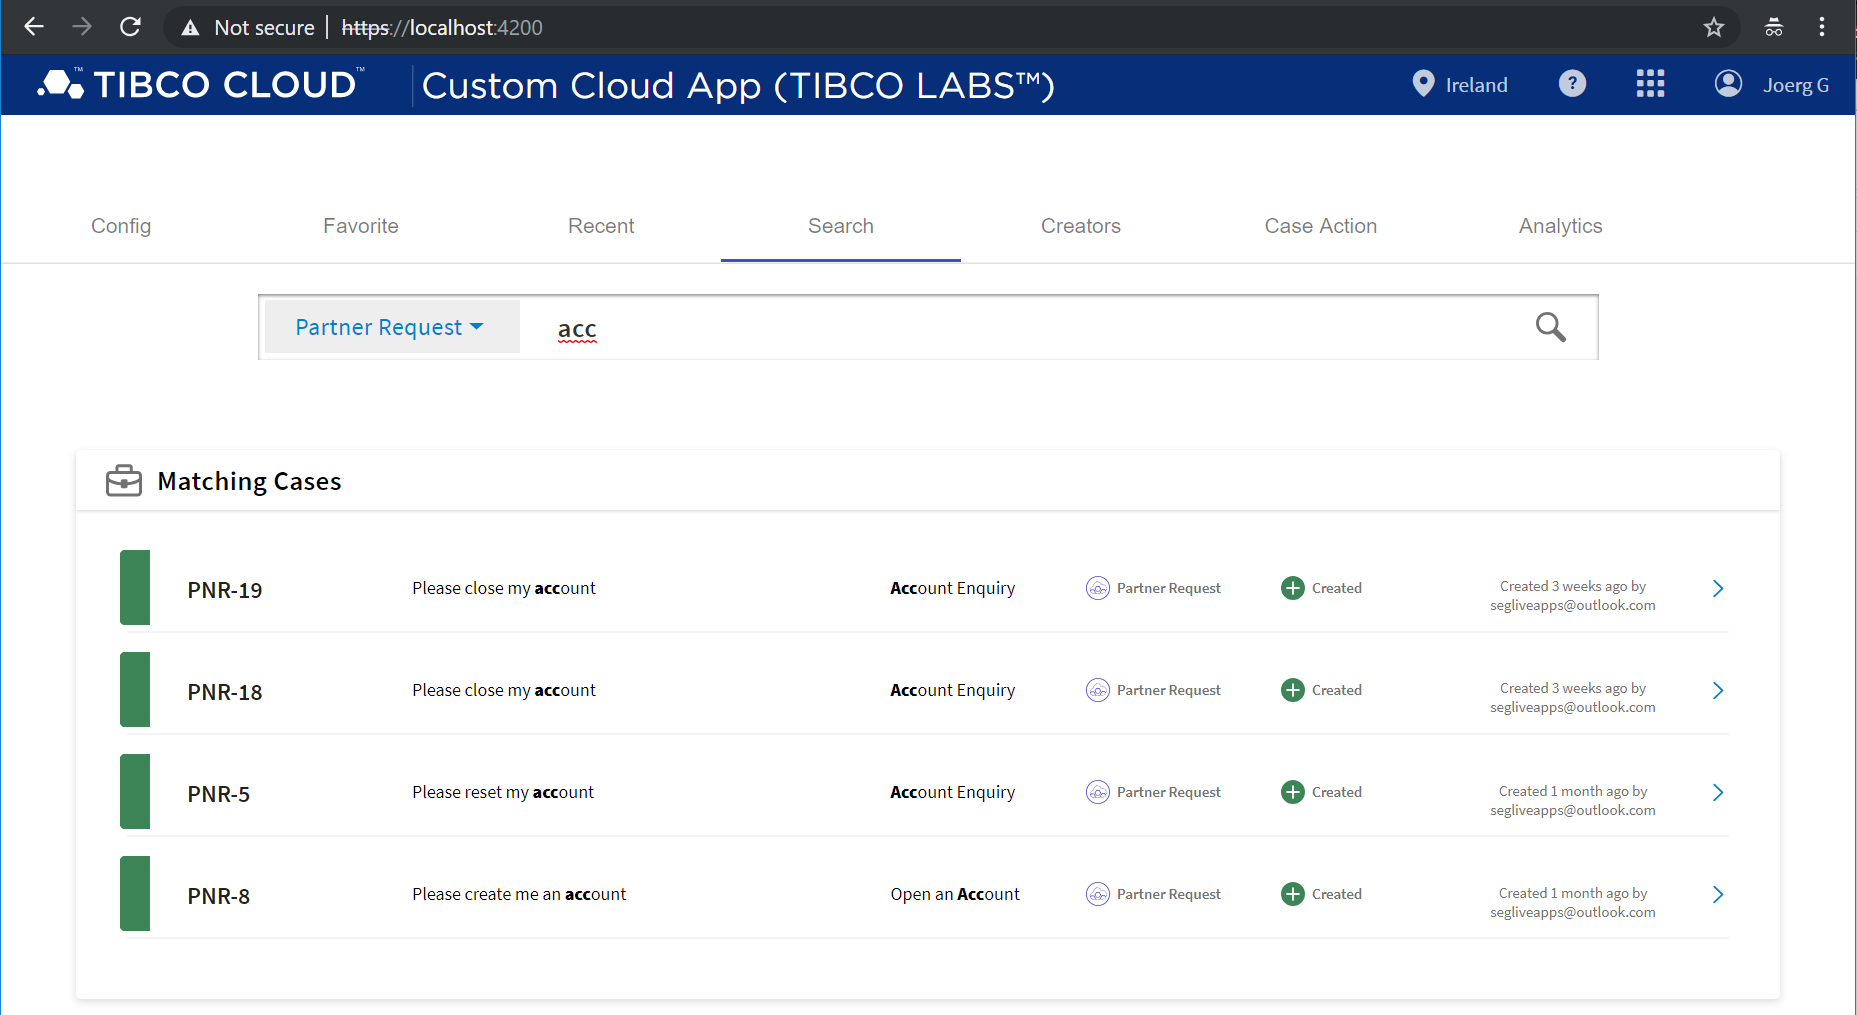 Not secure | https://localhost:4200
TIBCO CLOUD™ Custom Cloud App (TIBCO LABS™) Ireland ? Joerg G
Config Favorite Recent Search Creators Case Action Analytics
Partner Request acc
Matching Cases
PNR-19 Please close my account Account Enquiry Partner Request Created Created 3 weeks ago by
segliveapps@outlook.com
PNR-18 Please close my account Account Enquiry Partner Request Created Created 3 weeks ago by
segliveapps@outlook.com
PNR-5 Please reset my account Account Enquiry Partner Request Created Created 1 month ago by
segliveapps@outlook.com
PNR-8 Please create me an account Open an Account Partner Request Created Created 1 month ago by
segliveapps@outlook.com